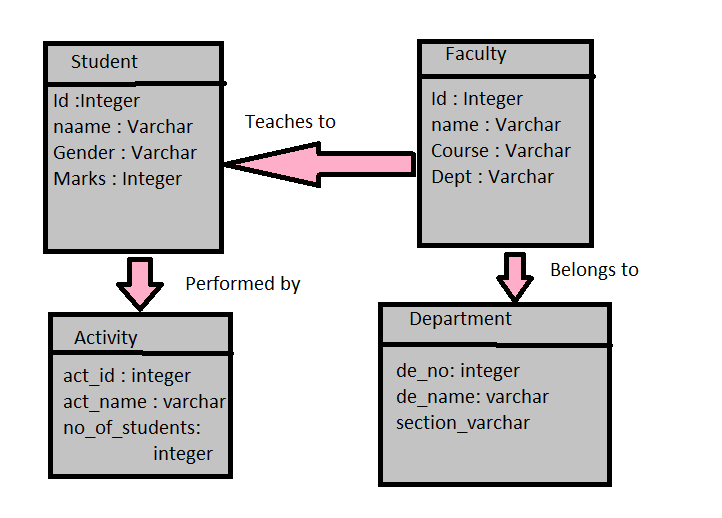 Student
Id :Integer
naame : Varchar
Gender : Varchar
Marks : Integer
Teaches to
Faculty
Id : Integer
name : Varchar
Course : Varchar
Dept : Varchar
Performed by
Belongs to
Activity
act_id : integer
act_name : varchar
no_of_students:
integer
Department
de_no: integer
de_name: varchar
section_varchar